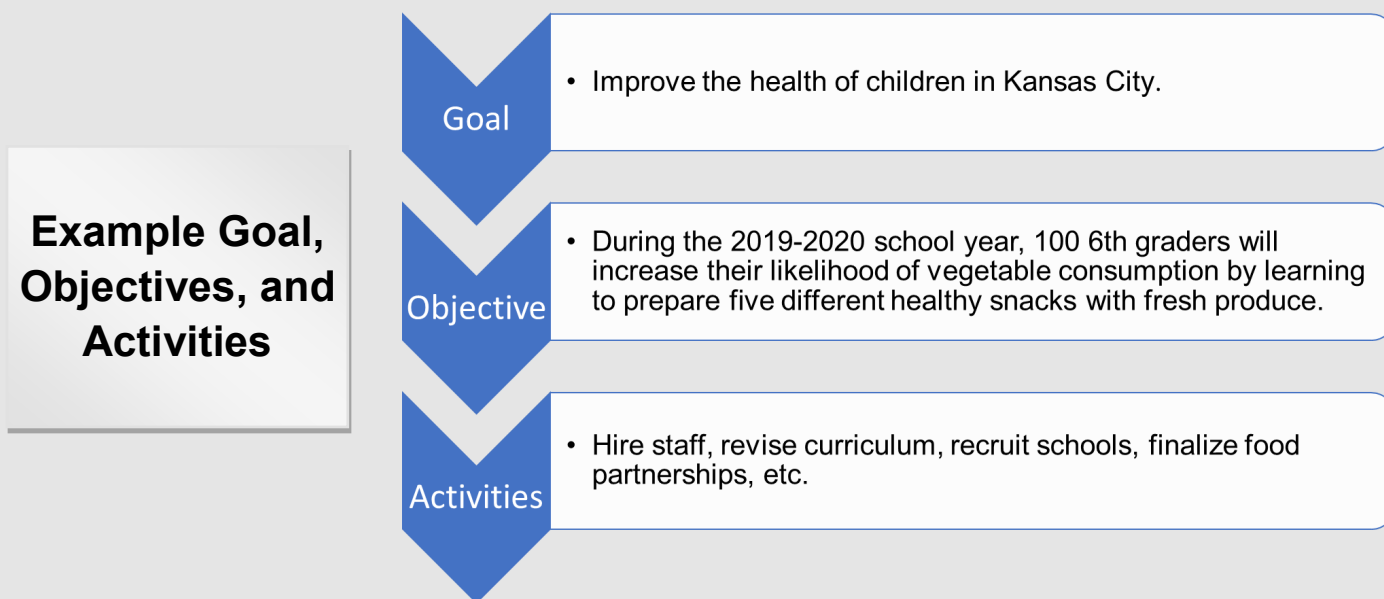 Example Goal,
Objectives, and
Activities
Goal
• Improve the health of children in Kansas City.
Objective
• During the 2019-2020 school year, 100 6th graders will
increase their likelihood of vegetable consumption by learning
to prepare five different healthy snacks with fresh produce.
Activities
• Hire staff, revise curriculum, recruit schools, finalize food
partnerships, etc.